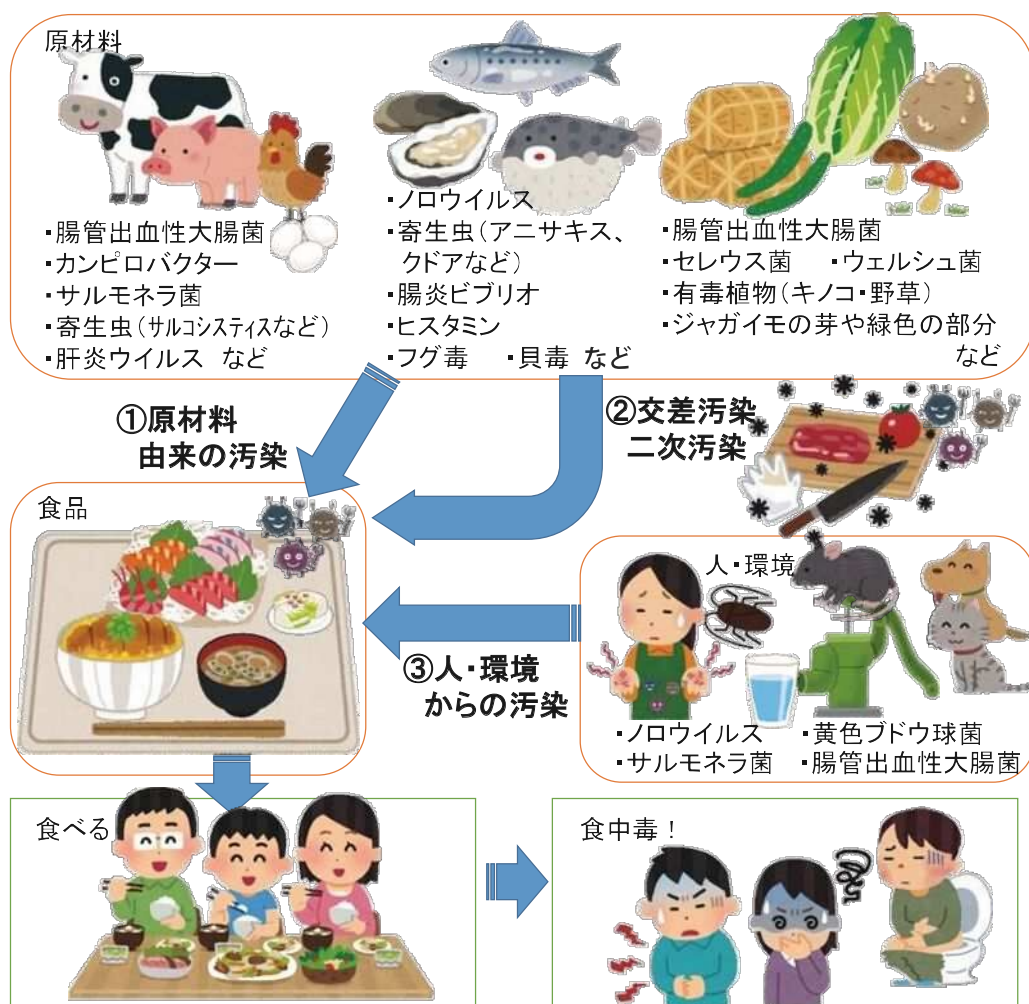 原材料
・腸管出血性大腸菌
・カンピロバクター
・サルモネラ菌
・寄生虫（サルコシスティスなど）
・肝炎ウイルス など
・ノロウイルス
・寄生虫（アニサキス、
クドアなど）
・腸炎ビブリオ
・ヒスタミン
・フグ毒 ・貝毒 など
・腸管出血性大腸菌
・セレウス菌 ・ウェルシュ菌
・有毒植物（キノコ・野草）
・ジャガイモの芽や緑色の部分
など
①原材料
由来の汚染
②交差汚染
二次汚染
食品
人・環境
③人・環境
からの汚染
・ノロウイルス ・黄色ブドウ球菌
・サルモネラ菌 ・腸管出血性大腸菌
食べる
食中毒！